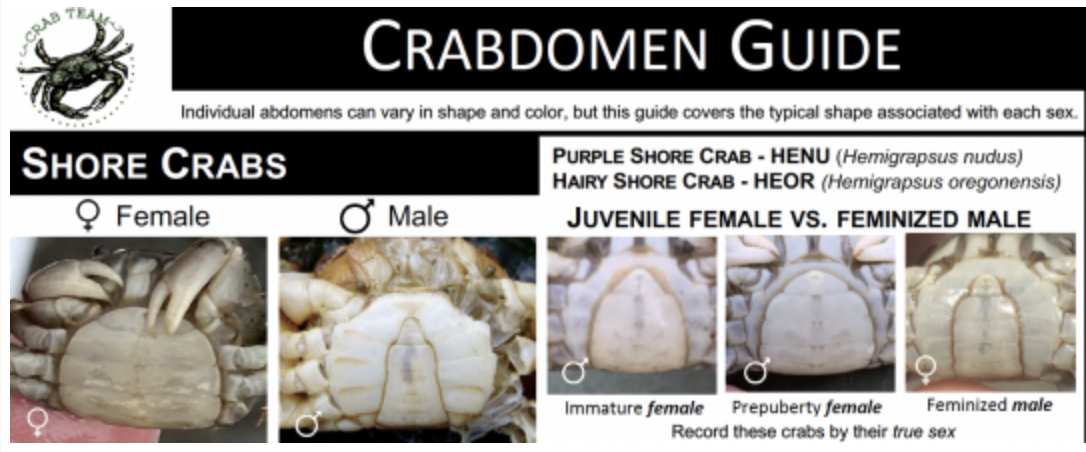 CRAB TEAM
CRABDOMEN GUIDE
Individual abdomens can vary in shape and color, but this guide covers the typical shape associated with each sex.
SHORE CRABS
PURPLE SHORE CRAB - HENU (Hemigrapsus nudus)
HAIRY SHORE CRAB - HEOR (Hemigrapsus oregonensis)
♀ Female
♂ Male
JUVENILE FEMALE VS. FEMINIZED MALE
♀
♂
♂
♂
♀
Immature female
Prepuberty female
Feminized male
Record these crabs by their true sex